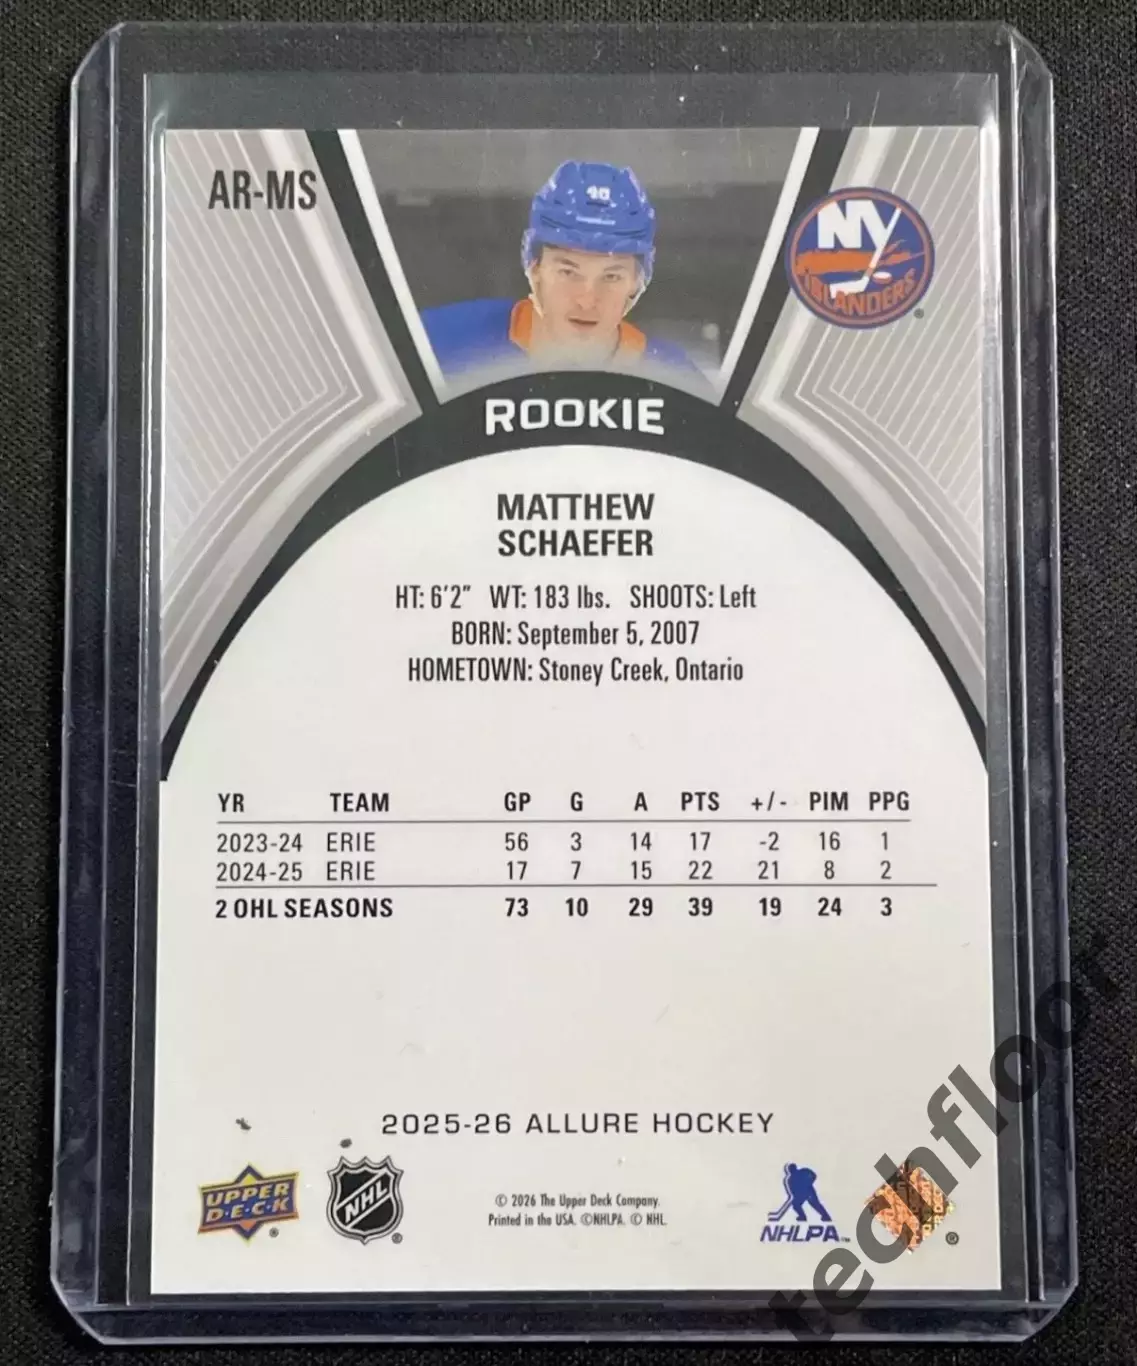 AR-MS
48
NY
ISLANDERS
®
ROOKIE
MATTHEW
SCHAEFER
HT: 6'2" WT: 183 lbs. SHOOTS: Left
BORN: September 5, 2007
HOMETOWN: Stoney Creek, Ontario
YR TEAM GP G A PTS +/- PIM PPG
2023-24 ERIE 56 3 14 17 -2 16 1
2024-25 ERIE 17 7 15 22 21 8 2
2 OHL SEASONS 73 10 29 39 19 24 3
2025-26 ALLURE HOCKEY
UPPER
D•E•C•K
®
NHL
®
© 2026 The Upper Deck Company.
Printed in the USA. ©NHLPA. © NHL.
NHLPA™
®
techfloor